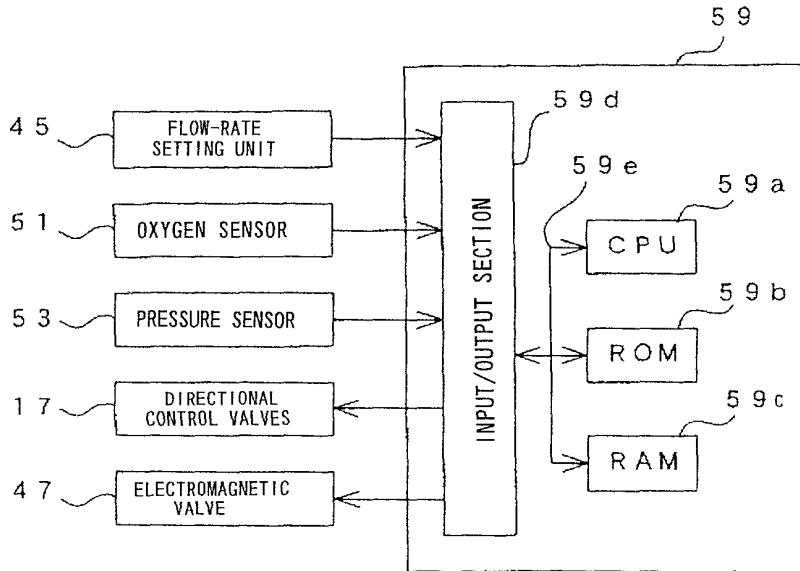 59
45
FLOW-RATE
SETTING UNIT
59d
59e
59a
CPU
51
OXYGEN SENSOR
INPUT/OUTPUT SECTION
59b
ROM
53
PRESSURE SENSOR
17
DIRECTIONAL
CONTROL VALVES
59c
RAM
47
ELECTROMAGNETIC
VALVE